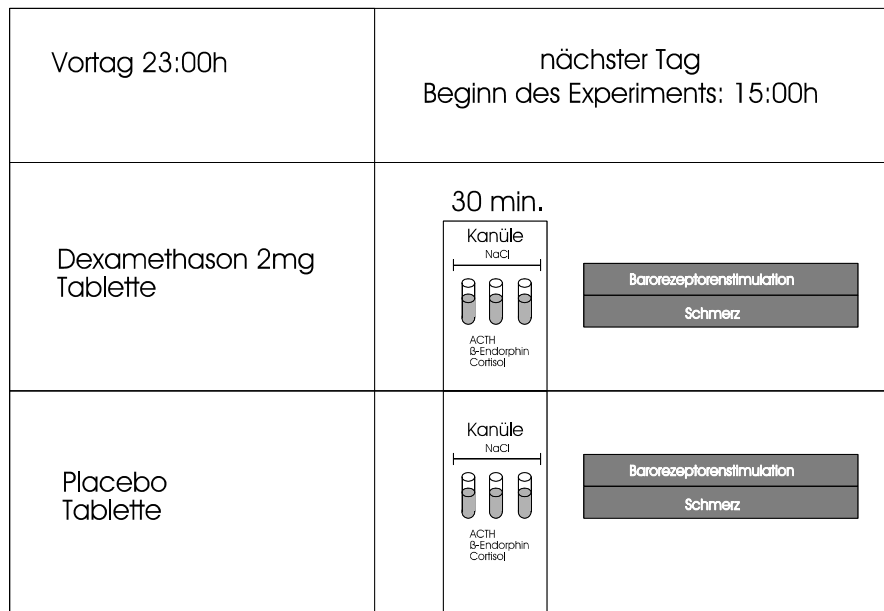 Vortag 23:00h
nächster Tag
Beginn des Experiments: 15:00h
Dexamethason 2mg
Tablette
30 min.
Kanüle
NaCl
ACTH
ß-Endorphin
Cortisol
Barorezeptorenstimulation
Schmerz
Placebo
Tablette
Kanüle
NaCl
ACTH
ß-Endorphin
Cortisol
Barorezeptorenstimulation
Schmerz